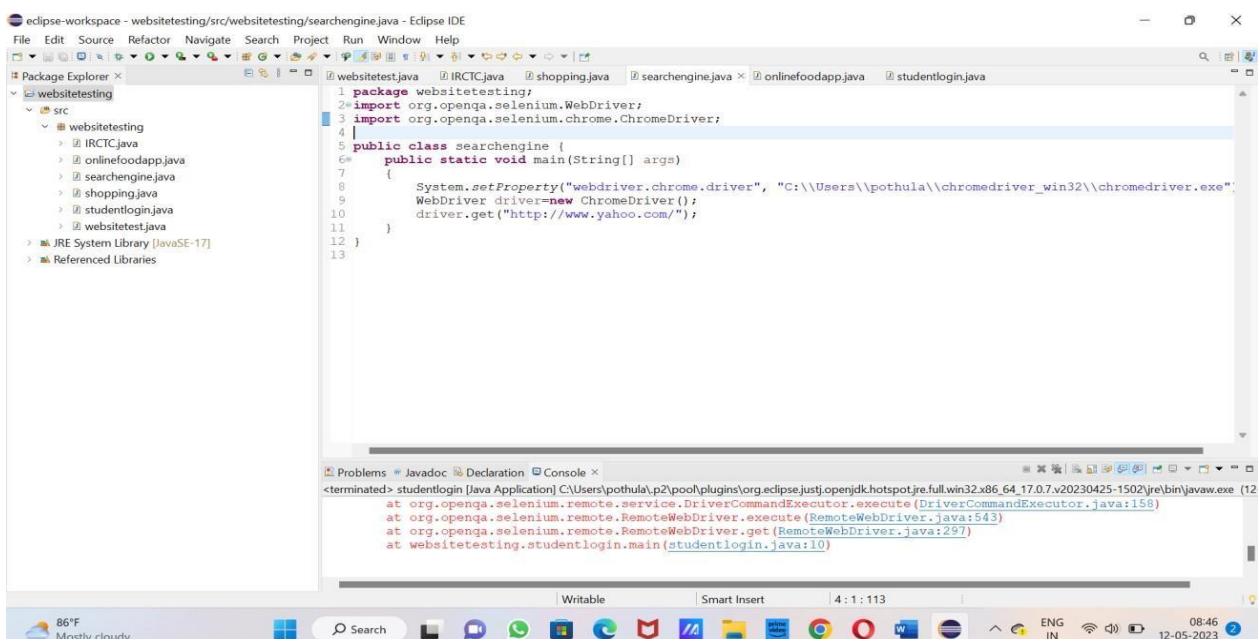 eclipse-workspace - websitetesting/src/websitetesting/searchengine.java - Eclipse IDE
File Edit Source Refactor Navigate Search Project Run Window Help
Package Explorer ×
websitetest.java IRCTC.java shopping.java searchengine.java × onlinefoodapp.java studentlogin.java
websitetesting
src
websitetesting
IRCTC.java
onlinefoodapp.java
searchengine.java
shopping.java
studentlogin.java
websitetest.java
JRE System Library [JavaSE-17]
Referenced Libraries
1 package websitetesting;
2 import org.openqa.selenium.WebDriver;
3 import org.openqa.selenium.chrome.ChromeDriver;
4
5 public class searchengine {
6 public static void main(String[] args)
7 {
8 System.setProperty("webdriver.chrome.driver", "C:\\Users\\pothula\\chromedriver_win32\\chromedriver.exe")
9 WebDriver driver=new ChromeDriver();
10 driver.get("http://www.yahoo.com/");
11 }
12 }
13
Problems Javadoc Declaration Console ×
<terminated> studentlogin [Java Application] C:\Users\pothula\.p2\pool\plugins\org.eclipse.justj.openjdk.hotspot.jre.full.win32.x86_64_17.0.7.v20230425-1502\jre\bin\javaw.exe (12
at org.openqa.selenium.remote.service.DriverCommandExecutor.execute(DriverCommandExecutor.java:158)
at org.openqa.selenium.remote.RemoteWebDriver.execute(RemoteWebDriver.java:543)
at org.openqa.selenium.remote.RemoteWebDriver.get(RemoteWebDriver.java:297)
at websitetesting.studentlogin.main(studentlogin.java:10)
Writable Smart Insert 4 : 1 : 113
86°F
Mostly cloudy
Search
prime video
ENG
IN
08:46
12-05-2023
2